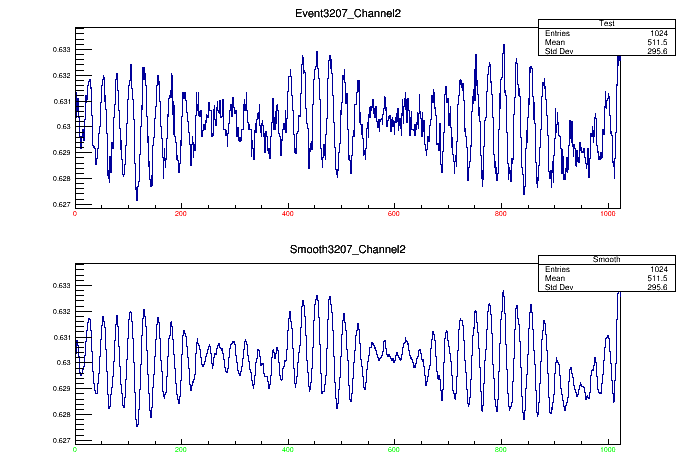 Event3207_Channel2
Test
Entries 1024
Mean 511.5
Std Dev 295.6
0.633
0.632
0.631
0.63
0.629
0.628
0.627
0 200 400 600 800 1000
Smooth3207_Channel2
Smooth
Entries 1024
Mean 511.5
Std Dev 295.6
0.633
0.632
0.631
0.63
0.629
0.628
0.627
0 200 400 600 800 1000